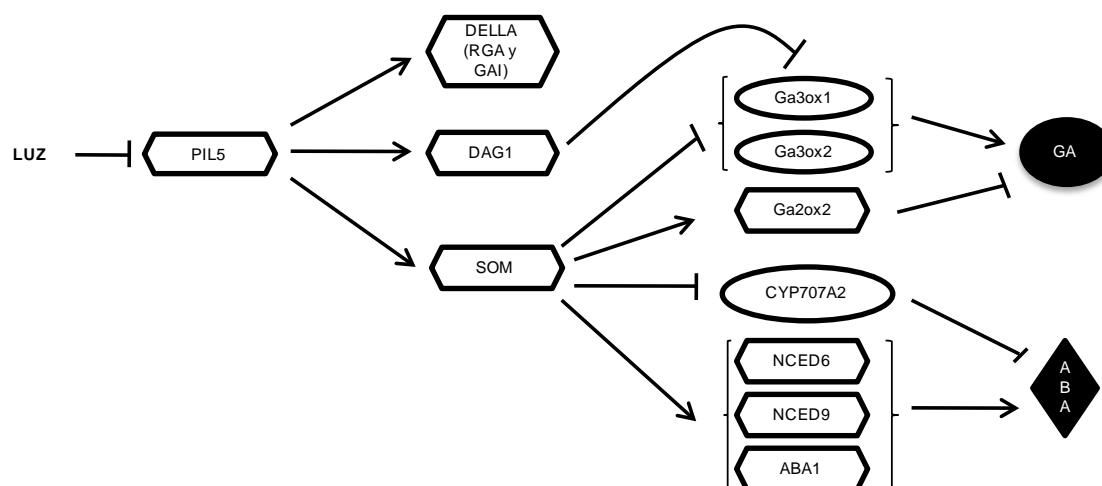 DELLA
(RGA y
GAI)
Ga3ox1
LUZ
PIL5
DAG1
Ga3ox2
GA
Ga2ox2
SOM
CYP707A2
NCED6
A
B
A
NCED9
ABA1